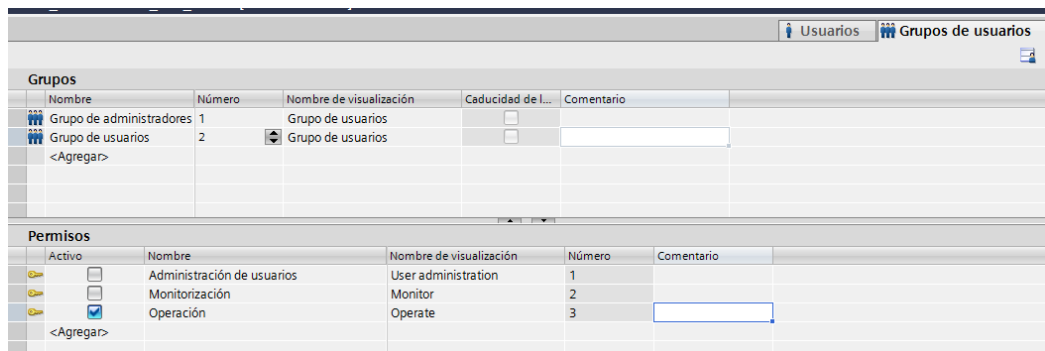 Usuarios Grupos de usuarios
Grupos
Nombre Número Nombre de visualización Caducidad de l... Comentario
Grupo de administradores 1 Grupo de usuarios
Grupo de usuarios 2 Grupo de usuarios
<Agregar>
Permisos
Activo Nombre Nombre de visualización Número Comentario
Administración de usuarios User administration 1
Monitorización Monitor 2
Operación Operate 3
<Agregar>